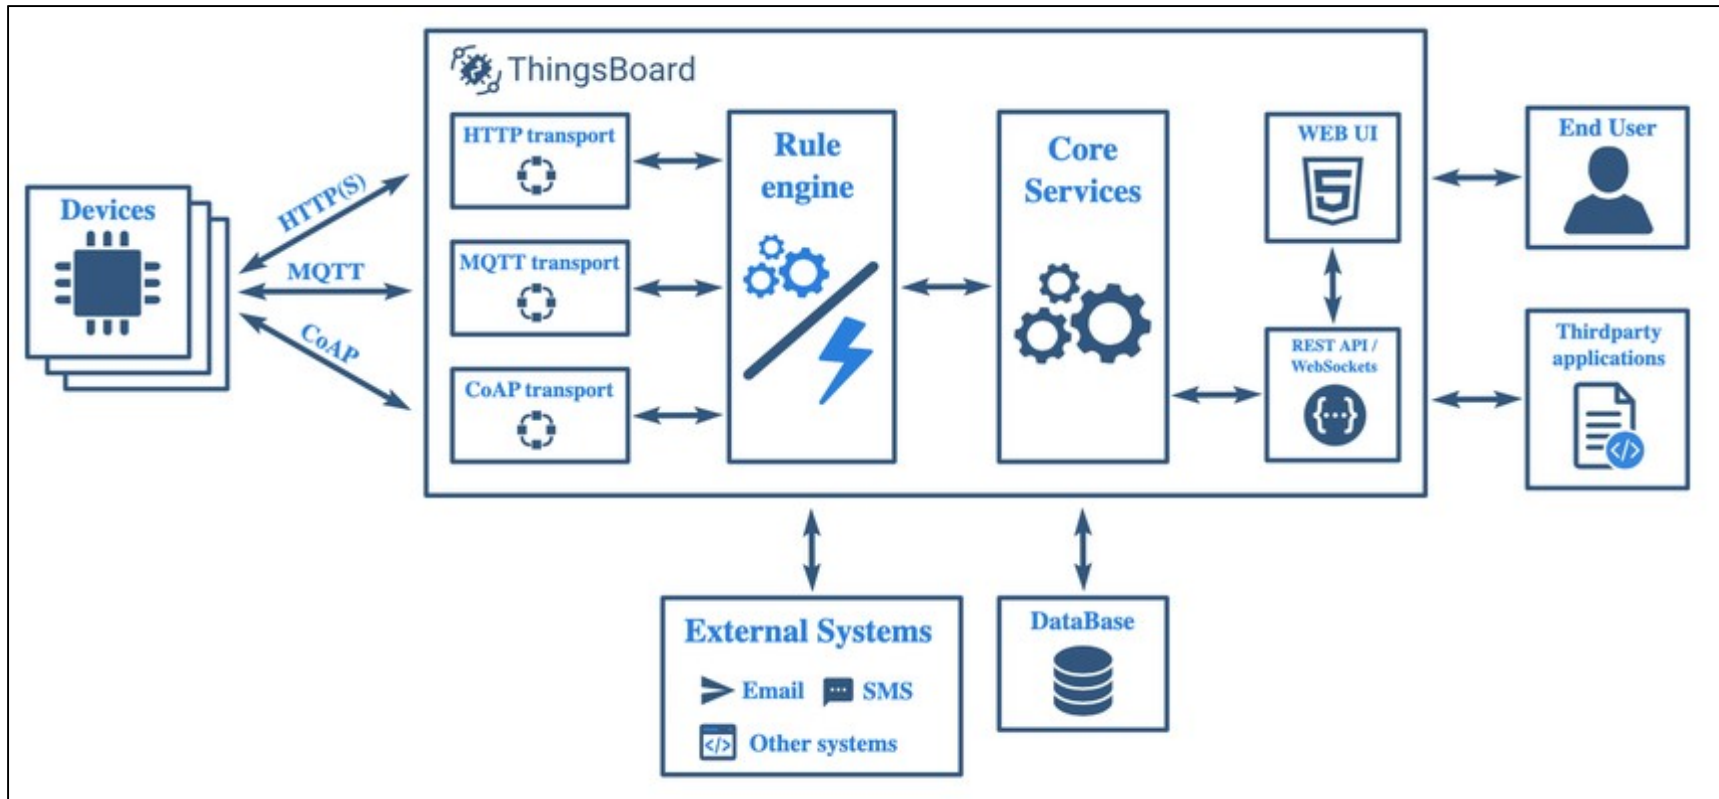 ThingsBoard
Devices
HTTP(S)
MQTT
CoAP
HTTP transport
MQTT transport
CoAP transport
Rule
engine
Core
Services
WEB UI
REST API /
WebSockets
End User
Thirdparty
applications
External Systems
Email
SMS
Other systems
DataBase